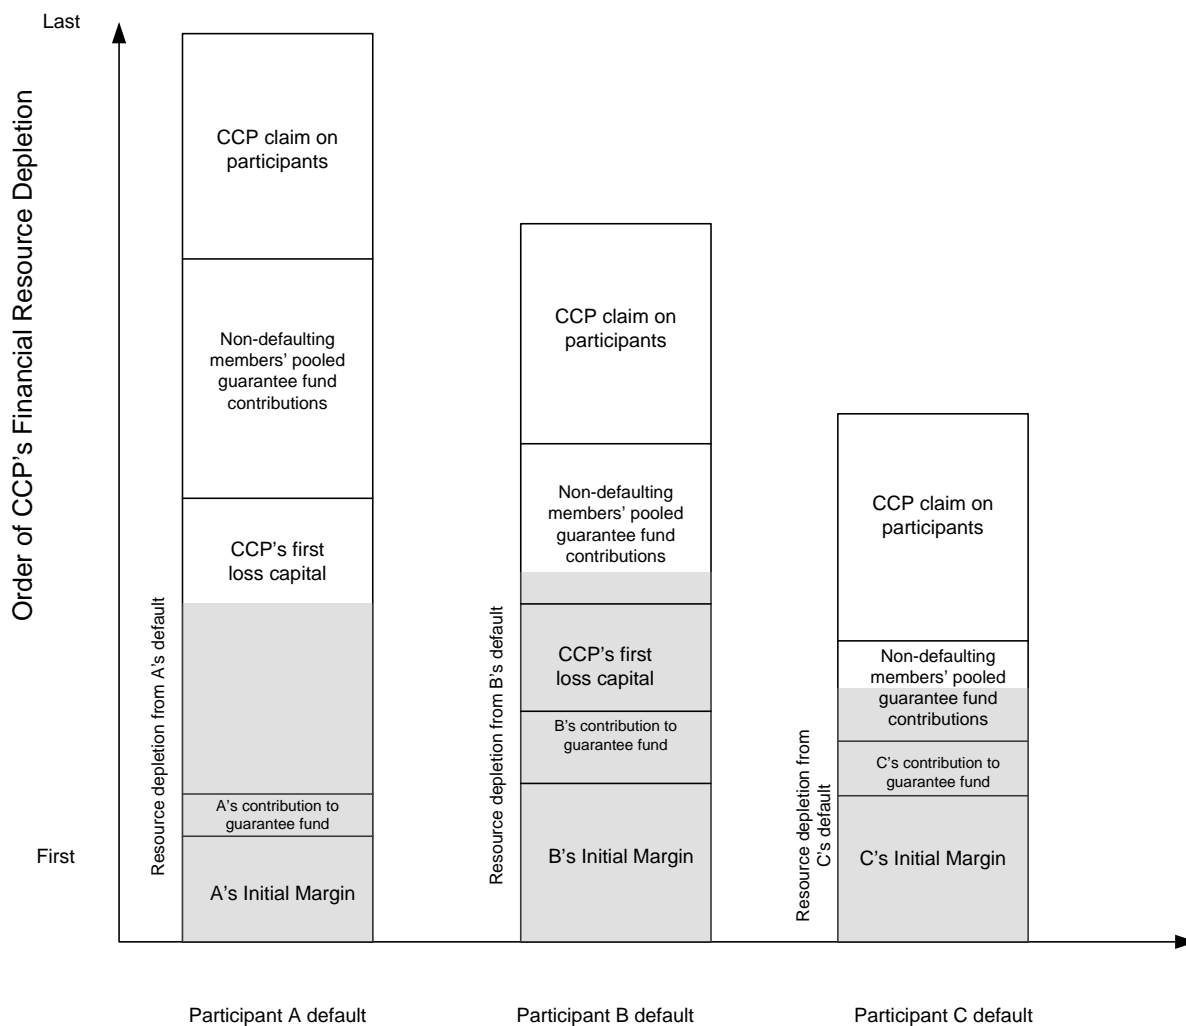 Last
Order of CCP's Financial Resource Depletion
First
CCP claim on
participants
Non-defaulting
members' pooled
guarantee fund
contributions
CCP's first
loss capital
Resource depletion from A's default
A's contribution to
guarantee fund
A's Initial Margin
Participant A default
CCP claim on
participants
Non-defaulting
members' pooled
guarantee fund
contributions
Resource depletion from B's default
CCP's first
loss capital
B's contribution to
guarantee fund
B's Initial Margin
Participant B default
CCP claim on
participants
Non-defaulting
members' pooled
guarantee fund
contributions
Resource depletion from
C's default
C's contribution to
guarantee fund
C's Initial Margin
Participant C default